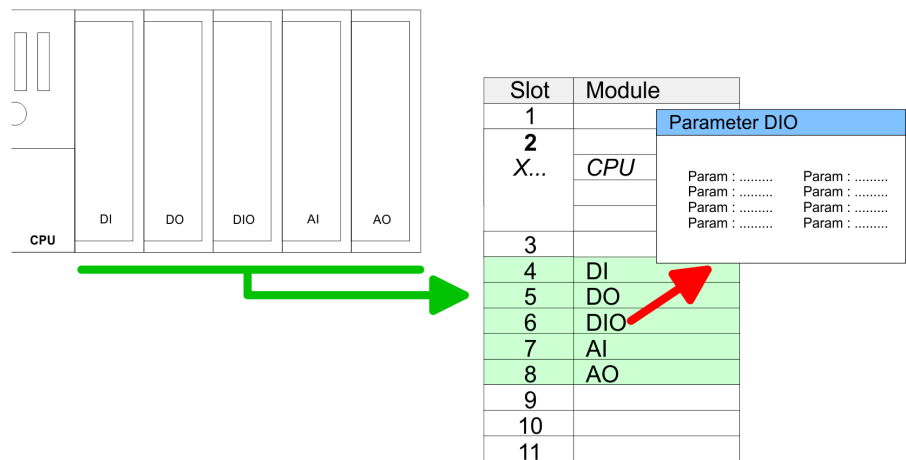 DI DO DIO AI AO
CPU
Slot Module
1
2
X... CPU
3
4 DI
5 DO
6 DIO
7 AI
8 AO
9
10
11
Parameter DIO
Param : ......... Param : .........
Param : ......... Param : .........
Param : ......... Param : .........
Param : ......... Param : .........